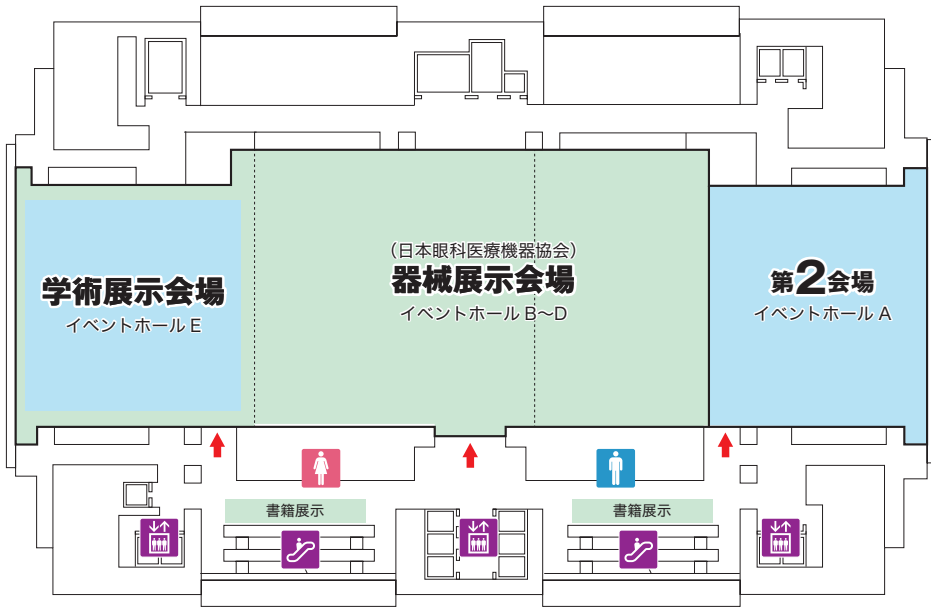 学術展示会場
イベントホール E
（日本眼科医療機器協会）
器械展示会場
イベントホール B〜D
第2会場
イベントホール A
書籍展示
書籍展示